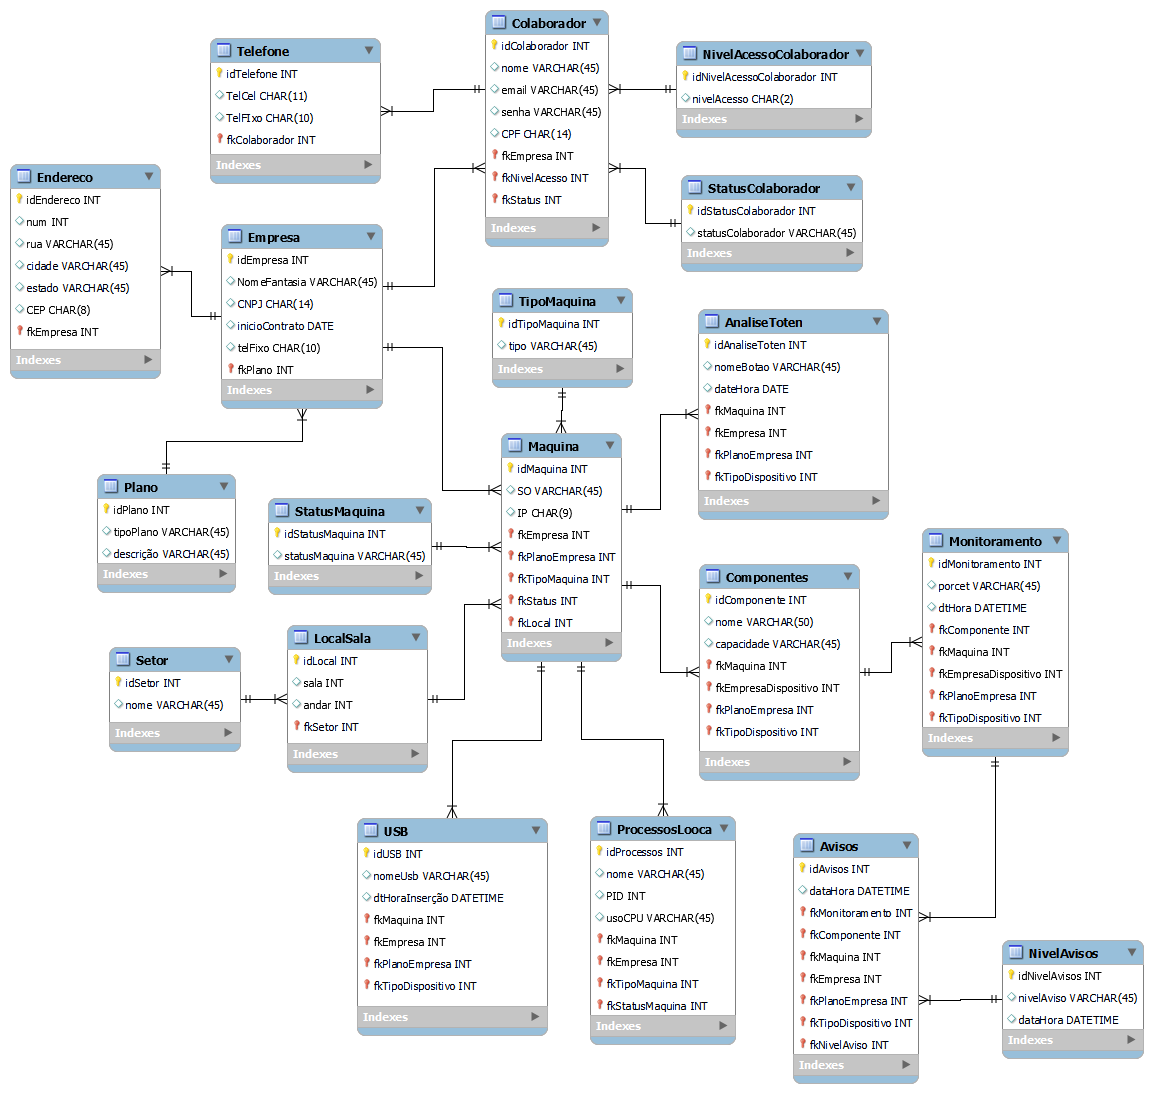 Colaborador
idColaborador INT
nome VARCHAR(45)
email VARCHAR(45)
senha VARCHAR(45)
CPF CHAR(14)
fkEmpresa INT
fkNivelAcesso INT
fkStatus INT
Indexes
Telefone
idTelefone INT
TelCel CHAR(11)
TelFIxo CHAR(10)
fkColaborador INT
Indexes
NivelAcessoColaborador
idNivelAcessoColaborador INT
nivelAcesso CHAR(2)
Indexes
Endereco
idEndereco INT
num INT
rua VARCHAR(45)
cidade VARCHAR(45)
estado VARCHAR(45)
CEP CHAR(8)
fkEmpresa INT
Indexes
StatusColaborador
idStatusColaborador INT
statusColaborador VARCHAR(45)
Indexes
Empresa
idEmpresa INT
NomeFantasia VARCHAR(45)
CNPJ CHAR(14)
inicioContrato DATE
telFixo CHAR(10)
fkPlano INT
Indexes
TipoMaquina
idTipoMaquina INT
tipo VARCHAR(45)
Indexes
AnaliseToten
idAnaliseToten INT
nomeBotao VARCHAR(45)
dateHora DATE
fkMaquina INT
fkEmpresa INT
fkPlanoEmpresa INT
fkTipoDispositivo INT
Indexes
Maquina
idMaquina INT
SO VARCHAR(45)
IP CHAR(9)
fkEmpresa INT
fkPlanoEmpresa INT
fkTipoMaquina INT
fkStatus INT
fkLocal INT
Indexes
Plano
idPlano INT
tipoPlano VARCHAR(45)
descrição VARCHAR(45)
Indexes
StatusMaquina
idStatusMaquina INT
statusMaquina VARCHAR(45)
Indexes
Monitoramento
idMonitoramento INT
porcet VARCHAR(45)
dtHora DATETIME
fkComponente INT
fkMaquina INT
fkEmpresaDispositivo INT
fkPlanoEmpresa INT
fkTipoDispositivo INT
Indexes
Componentes
idComponente INT
nome VARCHAR(50)
capacidade VARCHAR(45)
fkMaquina INT
fkEmpresaDispositivo INT
fkPlanoEmpresa INT
fkTipoDispositivo INT
Indexes
LocalSala
idLocal INT
sala INT
andar INT
fkSetor INT
Indexes
Setor
idSetor INT
nome VARCHAR(45)
Indexes
USB
idUSB INT
nomeUsb VARCHAR(45)
dtHoraInserção DATETIME
fkMaquina INT
fkEmpresa INT
fkPlanoEmpresa INT
fkTipoDispositivo INT
Indexes
ProcessosLooca
idProcessos INT
nome VARCHAR(45)
PID INT
usoCPU VARCHAR(45)
fkMaquina INT
fkEmpresa INT
fkTipoMaquina INT
fkStatusMaquina INT
Indexes
Avisos
idAvisos INT
dataHora DATETIME
fkMonitoramento INT
fkComponente INT
fkMaquina INT
fkEmpresa INT
fkPlanoEmpresa INT
fkTipoDispositivo INT
fkNivelAviso INT
Indexes
NivelAvisos
idNivelAvisos INT
nivelAviso VARCHAR(45)
dataHora DATETIME
Indexes